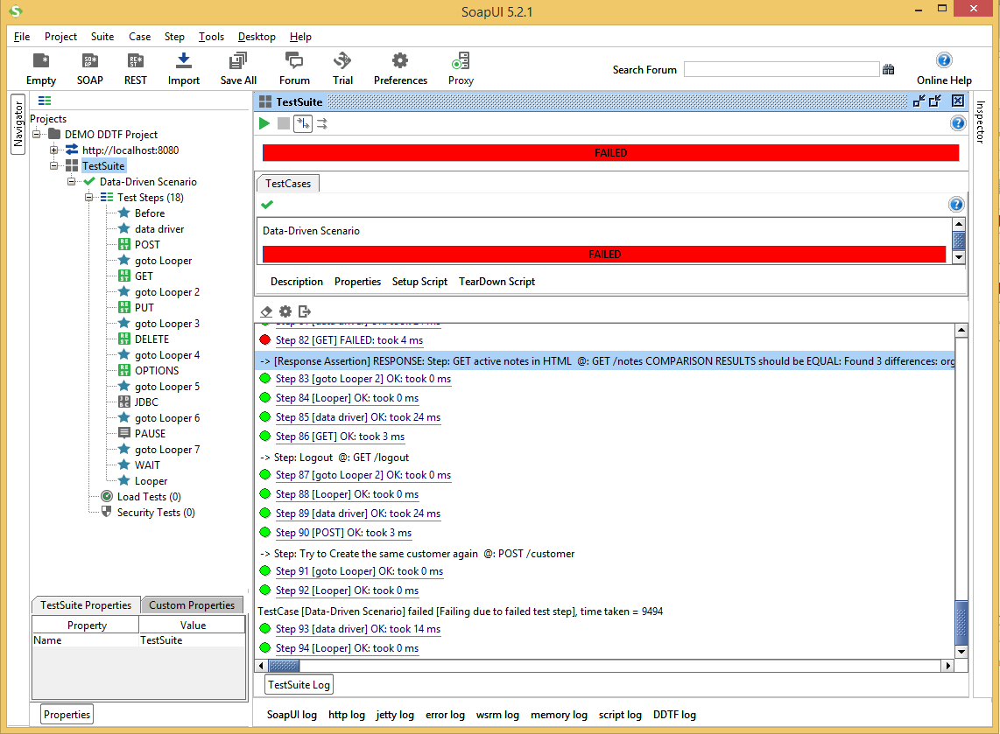 SoapUI 5.2.1
File Project Suite Case Step Tools Desktop Help
Empty SOAP REST Import Save All Forum Trial Preferences Proxy Search Forum Online Help
Navigator
Projects
DEMO DDTF Project
http://localhost:8080
TestSuite
Data-Driven Scenario
Test Steps (18)
Before
data driver
POST
goto Looper
GET
goto Looper 2
PUT
goto Looper 3
DELETE
goto Looper 4
OPTIONS
goto Looper 5
JDBC
goto Looper 6
PAUSE
goto Looper 7
WAIT
Looper
Load Tests (0)
Security Tests (0)
TestSuite Properties Custom Properties
Property Value
Name TestSuite
Properties
TestSuite
FAILED
TestCases
Data-Driven Scenario
FAILED
Description Properties Setup Script TearDown Script
Step 82 [GET] FAILED: took 4 ms
-> [Response Assertion] RESPONSE: Step: GET active notes in HTML @: GET /notes COMPARISON RESULTS should be EQUAL: Found 3 differences: org
Step 83 [goto Looper 2] OK: took 0 ms
Step 84 [Looper] OK: took 0 ms
Step 85 [data driver] OK: took 24 ms
Step 86 [GET] OK: took 3 ms
-> Step: Logout @: GET /logout
Step 87 [goto Looper 2] OK: took 0 ms
Step 88 [Looper] OK: took 0 ms
Step 89 [data driver] OK: took 24 ms
Step 90 [POST] OK: took 3 ms
-> Step: Try to Create the same customer again @: POST /customer
Step 91 [goto Looper] OK: took 0 ms
Step 92 [Looper] OK: took 0 ms
TestCase [Data-Driven Scenario] failed [Failing due to failed test step], time taken = 9494
Step 93 [data driver] OK: took 14 ms
Step 94 [Looper] OK: took 0 ms
TestSuite Log
SoapUI log http log jetty log error log wsrm log memory log script log DDTF log
Inspector